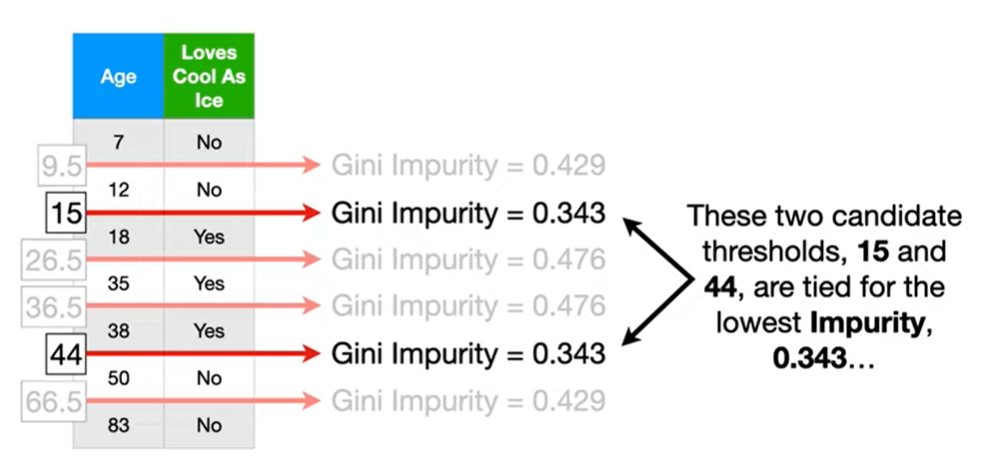 Age
Loves
Cool As
Ice
7 No
9.5 Gini Impurity = 0.429
12 No
15 Gini Impurity = 0.343
18 Yes
26.5 Gini Impurity = 0.476
35 Yes
36.5 Gini Impurity = 0.476
38 Yes
44 Gini Impurity = 0.343
50 No
66.5 Gini Impurity = 0.429
83 No
These two candidate
thresholds, 15 and
44, are tied for the
lowest Impurity,
0.343…